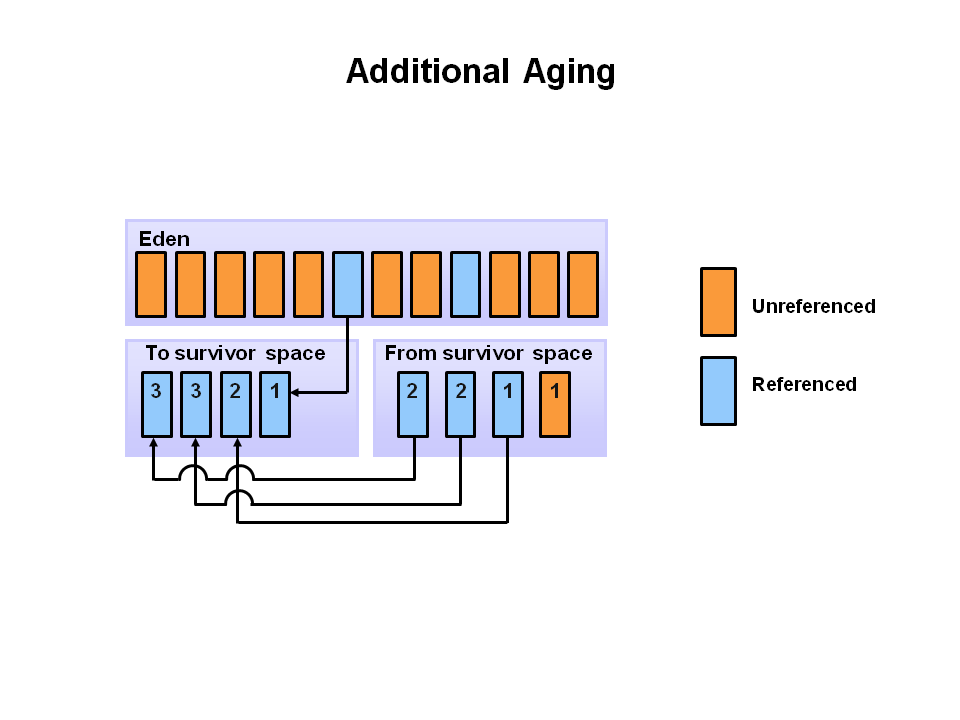 Additional Aging
Eden
To survivor space
From survivor space
3 3 2 1
2 2 1 1
Unreferenced
Referenced